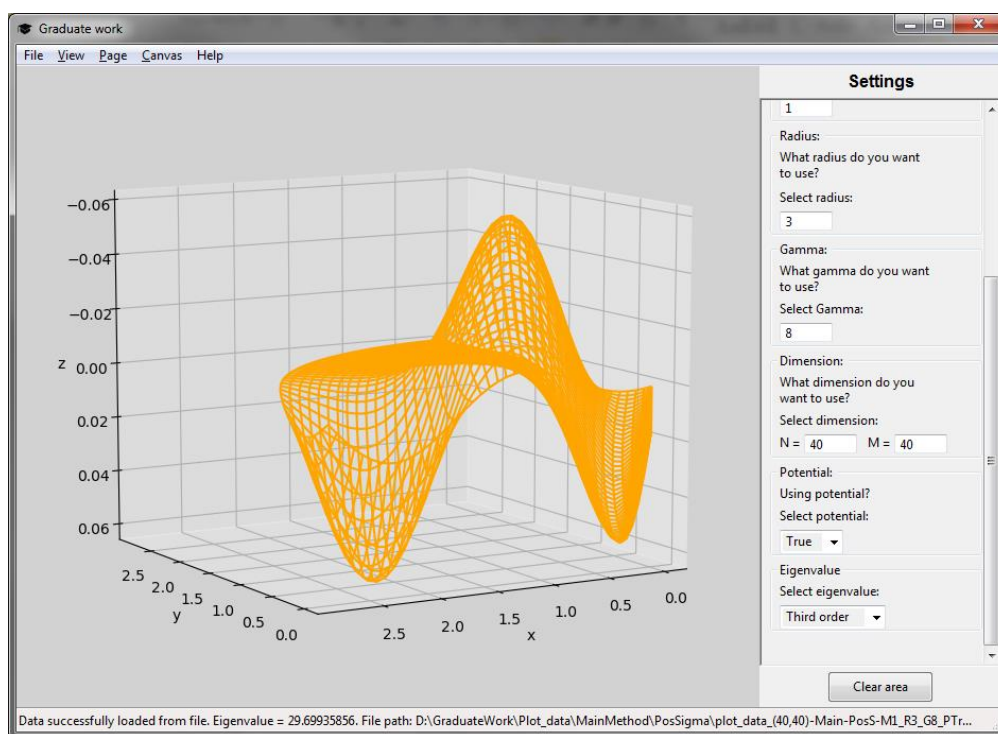 Graduate work
File View Page Canvas Help
Settings
1
Radius:
What radius do you want
to use?
Select radius:
3
Gamma:
What gamma do you want
to use?
Select Gamma:
8
Dimension:
What dimension do you
want to use?
Select dimension:
N = 40 M = 40
Potential:
Using potential?
Select potential:
True
Eigenvalue
Select eigenvalue:
Third order
Clear area
−0.06
−0.04
−0.02
z 0.00
0.02
0.04
0.06
2.5
2.0
1.5
1.0
0.5
0.0
y
2.5
2.0
1.5
1.0
0.5
0.0
x
Data successfully loaded from file. Eigenvalue = 29.69935856. File path: D:\GraduateWork\Plot_data\MainMethod\PosSigma\plot_data_(40,40)-Main-PosS-M1_R3_G8_PTr...